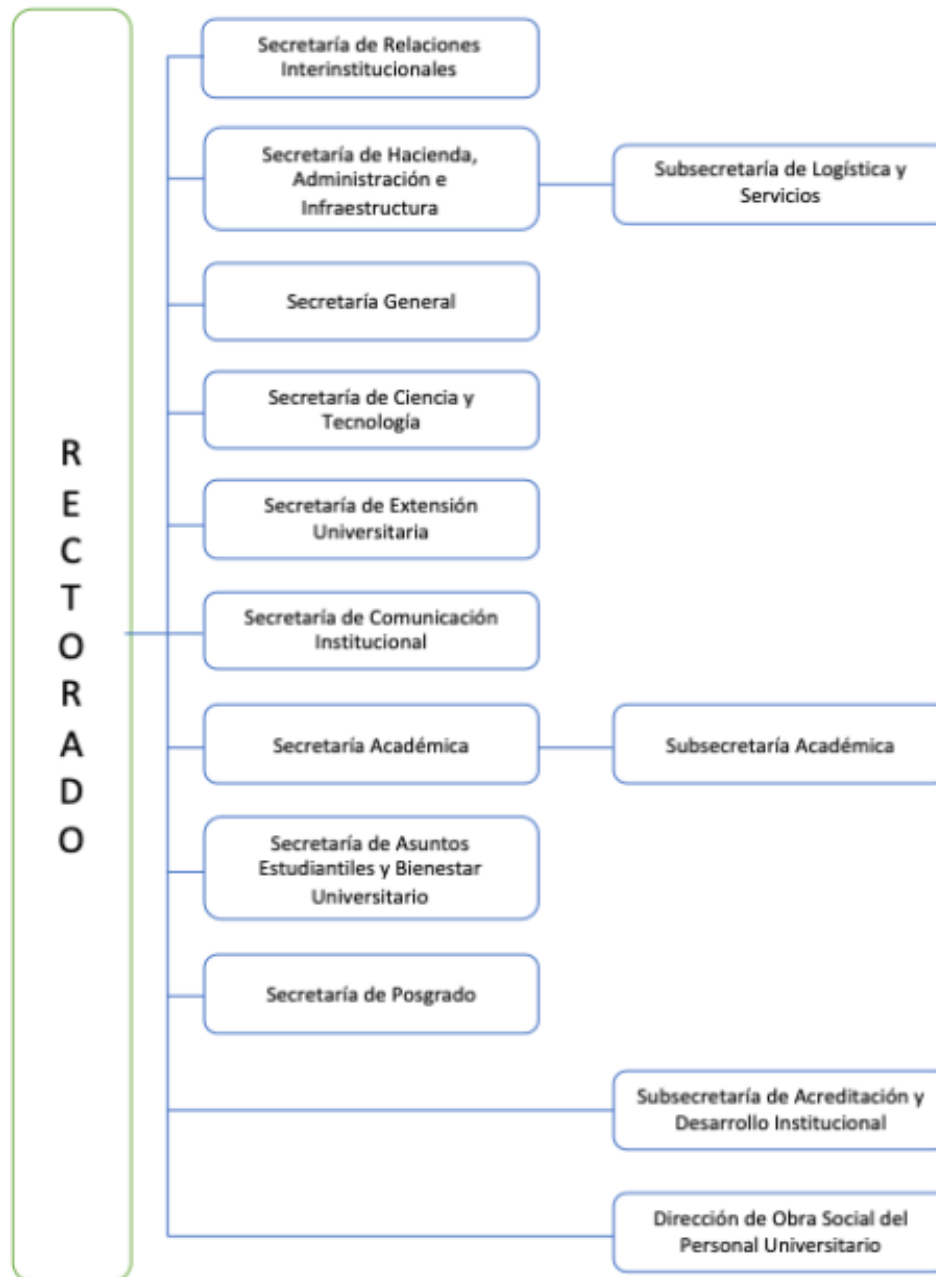 RECTORADO
Secretaría de Relaciones
Interinstitucionales
Secretaría de Hacienda,
Administración e
Infraestructura
Subsecretaría de Logística y
Servicios
Secretaría General
Secretaría de Ciencia y
Tecnología
Secretaría de Extensión
Universitaria
Secretaría de Comunicación
Institucional
Secretaría Académica
Subsecretaría Académica
Secretaría de Asuntos
Estudiantiles y Bienestar
Universitario
Secretaría de Posgrado
Subsecretaría de Acreditación y
Desarrollo Institucional
Dirección de Obra Social del
Personal Universitario